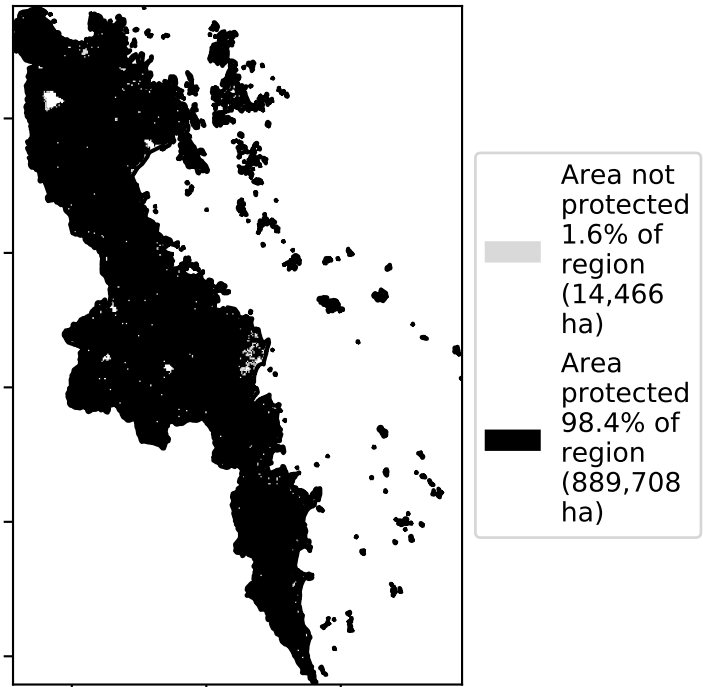 Area not
protected
1.6% of
region
(14,466
ha)
Area
protected
98.4% of
region
(889,708
ha)